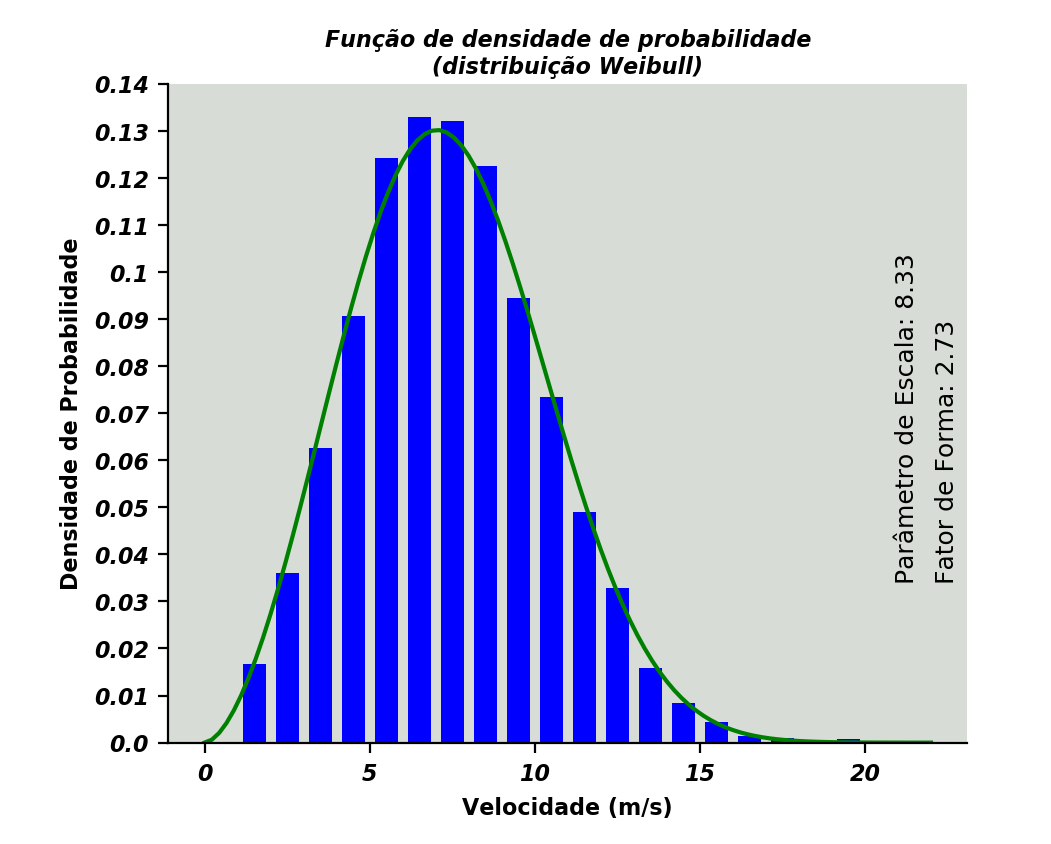 Função de densidade de probabilidade
(distribuição Weibull)
0.14
0.13
0.12
0.11
0.1
0.09
0.08
0.07
0.06
0.05
0.04
0.03
0.02
0.01
0.0
Densidade de Probabilidade
Parâmetro de Escala: 8.33
Fator de Forma: 2.73
0 5 10 15 20
Velocidade (m/s)